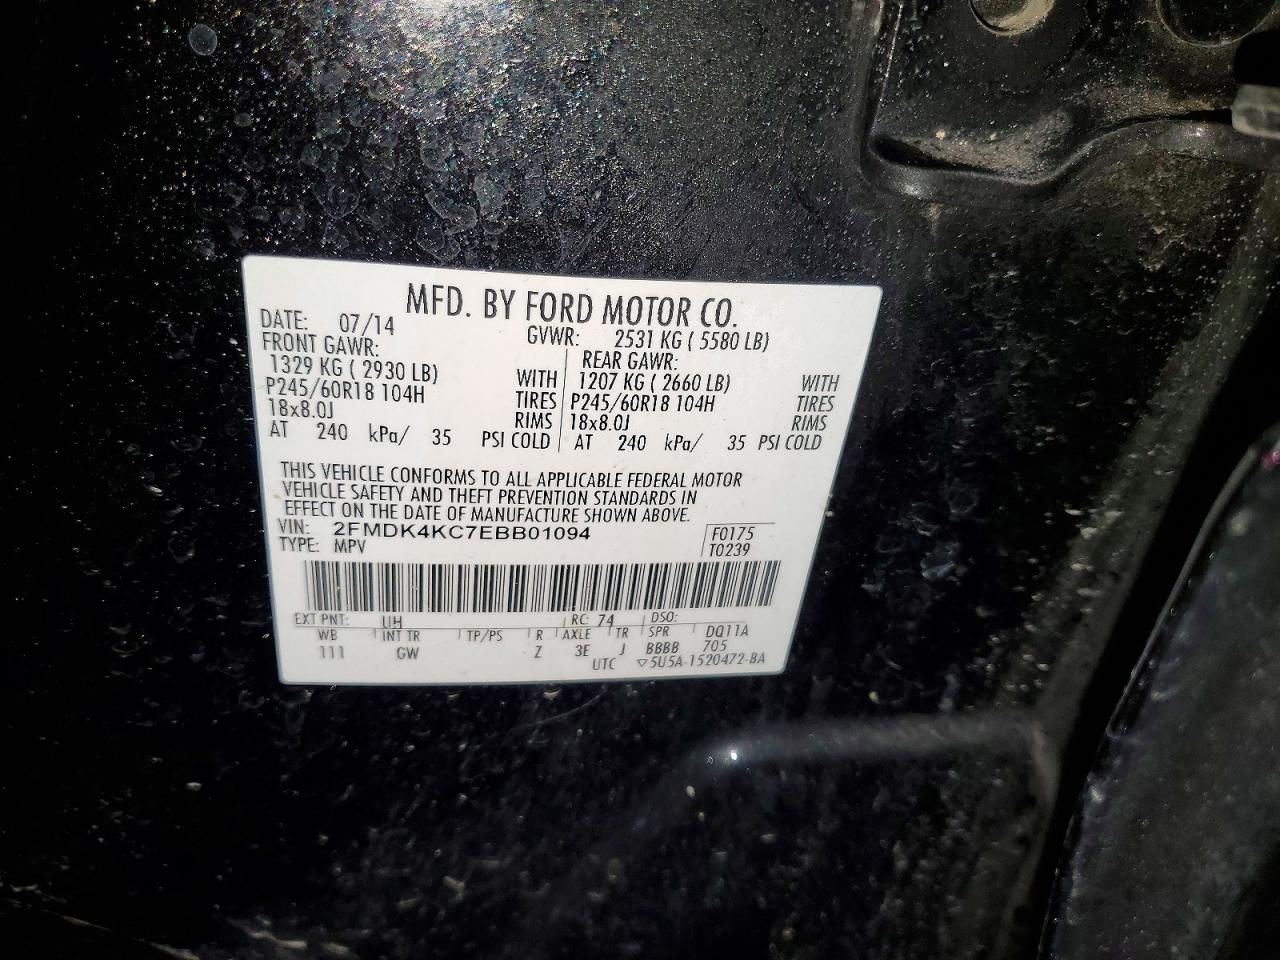 MFD. BY FORD MOTOR CO.
DATE: 07/14 GVWR: 2531 KG ( 5580 LB)
FRONT GAWR: REAR GAWR:
1329 KG ( 2930 LB) WITH 1207 KG ( 2660 LB) WITH
P245/60R18 104H TIRES P245/60R18 104H TIRES
18x8.0J RIMS 18x8.0J RIMS
AT 240 kPa/ 35 PSI COLD AT 240 kPa/ 35 PSI COLD
THIS VEHICLE CONFORMS TO ALL APPLICABLE FEDERAL MOTOR
VEHICLE SAFETY AND THEFT PREVENTION STANDARDS IN
EFFECT ON THE DATE OF MANUFACTURE SHOWN ABOVE.
VIN: 2FMDK4KC7EBB01094 F0175
TYPE: MPV T0239
EXT PNT: UH RC: 74 DSO:
WB INT TR TP/PS R AXLE TR SPR DQ11A
111 GW Z 3E J BBBB 705
UTC ▽5U5A-1520472-BA